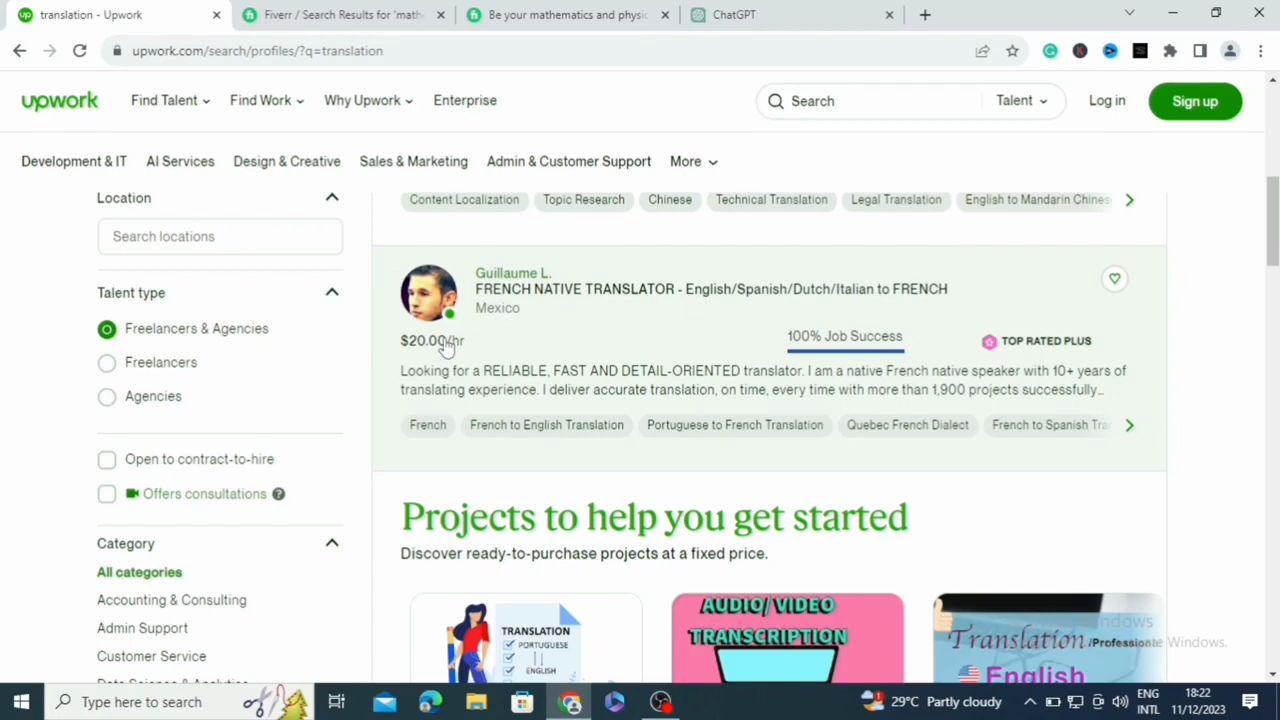 translation - Upwork
Fiverr / Search Results for 'math
Be your mathematics and physic
ChatGPT
upwork.com/search/profiles/?q=translation
upwork
Find Talent
Find Work
Why Upwork
Enterprise
Search
Talent
Log in
Sign up
Development & IT
AI Services
Design & Creative
Sales & Marketing
Admin & Customer Support
More
Location
Search locations
Talent type
Freelancers & Agencies
Freelancers
Agencies
Open to contract-to-hire
Offers consultations
Category
All categories
Accounting & Consulting
Admin Support
Customer Service
Data Science & Analytics
Content Localization
Topic Research
Chinese
Technical Translation
Legal Translation
English to Mandarin Chines
Guillaume L.
FRENCH NATIVE TRANSLATOR - English/Spanish/Dutch/Italian to FRENCH
Mexico
$20.00/hr
100% Job Success
TOP RATED PLUS
Looking for a RELIABLE, FAST AND DETAIL-ORIENTED translator. I am a native French native speaker with 10+ years of
translating experience. I deliver accurate translation, on time, every time with more than 1,900 projects successfully...
French
French to English Translation
Portuguese to French Translation
Quebec French Dialect
French to Spanish Tra
Projects to help you get started
Discover ready-to-purchase projects at a fixed price.
TRANSLATION
PORTUGUESE
ENGLISH
AUDIO/ VIDEO
TRANSCRIPTION
Translation/Professional
English
Windows
Windows.
Type here to search
29°C Partly cloudy
ENG
INTL
18:22
11/12/2023